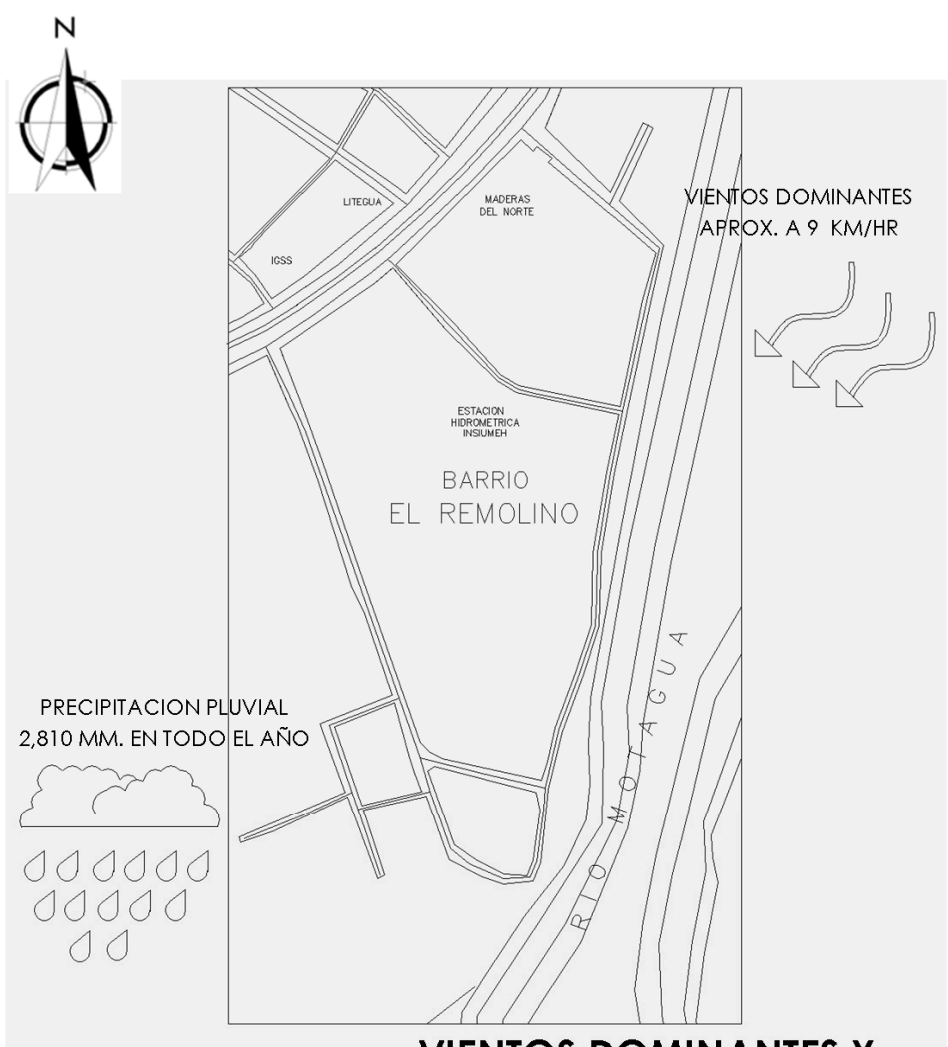 N
LITEGUA
MADERAS
DEL NORTE
VIENTOS DOMINANTES
APROX. A 9 KM/HR
IGSS
ESTACION
HIDROMETRICA
INSIUMEH
BARRIO
EL REMOLINO
RIO MOTAGUA
PRECIPITACION PLUVIAL
2,810 MM. EN TODO EL AÑO
VIENTOS DOMINANTES Y